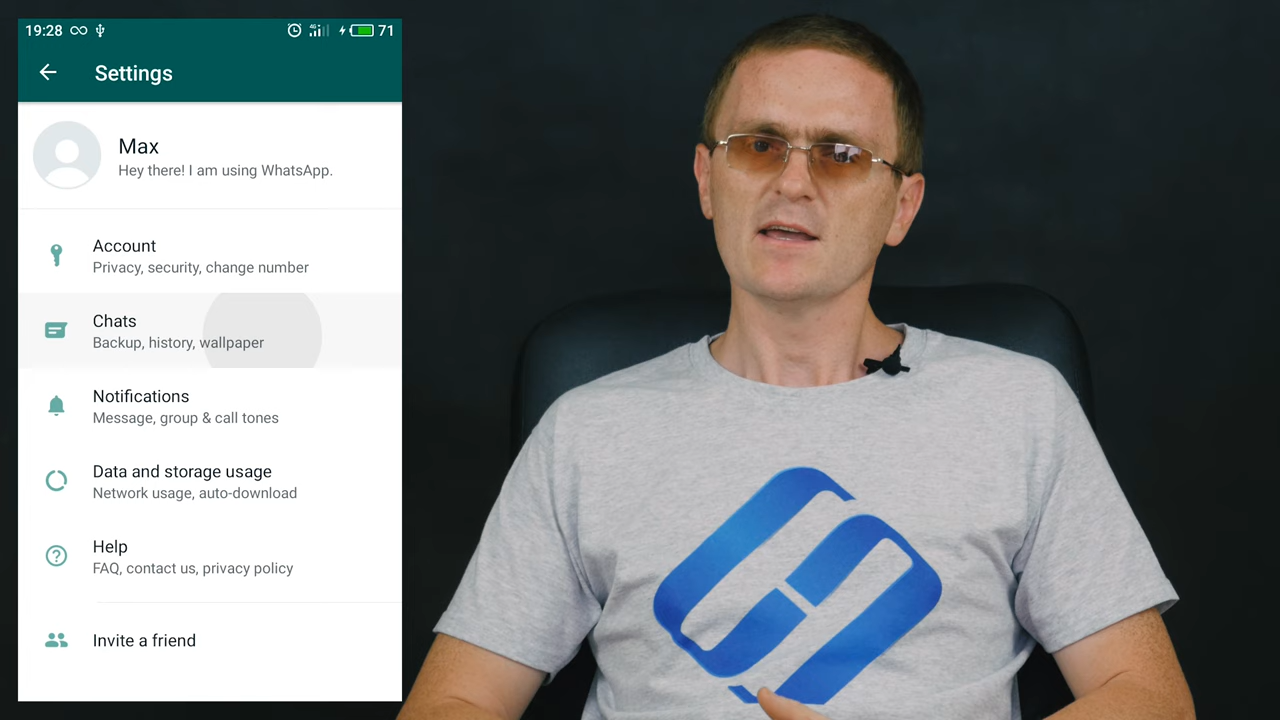 19:28
71
Settings
Max
Hey there! I am using WhatsApp.
Account
Privacy, security, change number
Chats
Backup, history, wallpaper
Notifications
Message, group & call tones
Data and storage usage
Network usage, auto-download
Help
FAQ, contact us, privacy policy
Invite a friend